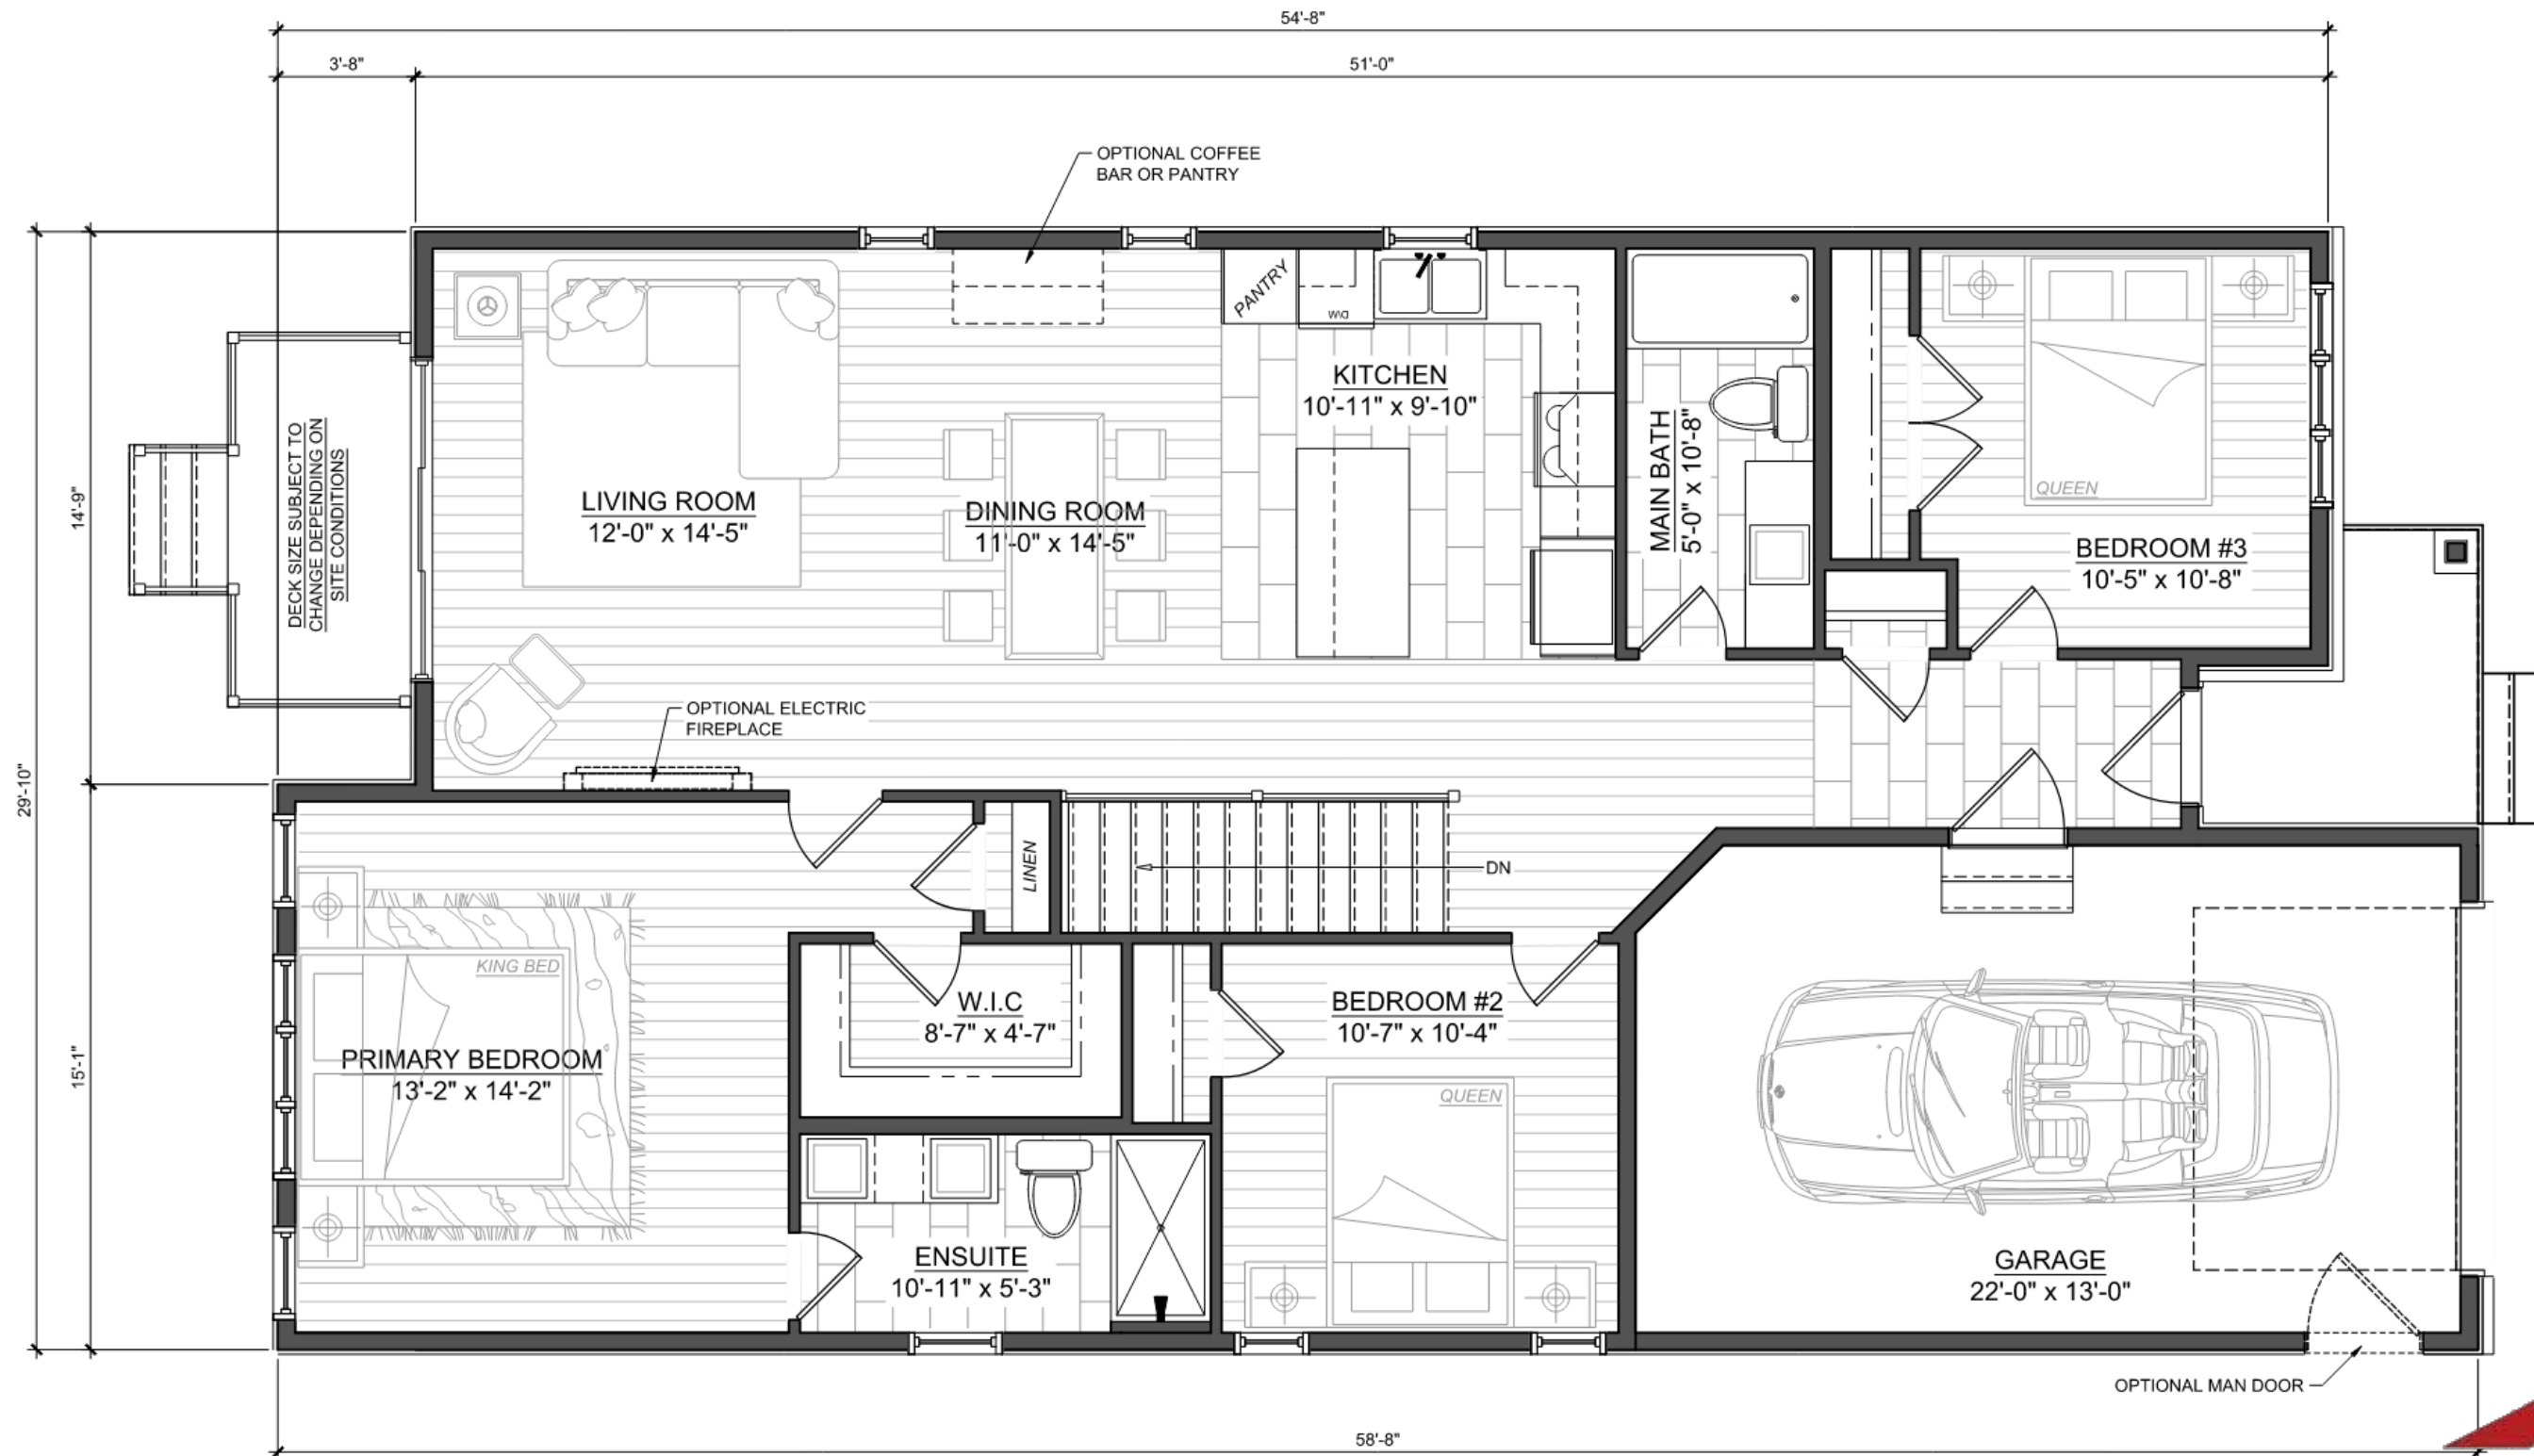 54'-8"
3'-8"
51'-0"
OPTIONAL COFFEE
BAR OR PANTRY
PANTRY
D/W
KITCHEN
10'-11" x 9'-10"
MAIN BATH
5'-0" x 10'-8"
QUEEN
BEDROOM #3
10'-5" x 10'-8"
LIVING ROOM
12'-0" x 14'-5"
DINING ROOM
11'-0" x 14'-5"
DECK SIZE SUBJECT TO
CHANGE DEPENDING ON
SITE CONDITIONS
14'-9"
29'-10"
15'-1"
OPTIONAL ELECTRIC
FIREPLACE
LINEN
DN
KING BED
PRIMARY BEDROOM
13'-2" x 14'-2"
W.I.C
8'-7" x 4'-7"
BEDROOM #2
10'-7" x 10'-4"
QUEEN
ENSUITE
10'-11" x 5'-3"
GARAGE
22'-0" x 13'-0"
OPTIONAL MAN DOOR
58'-8"